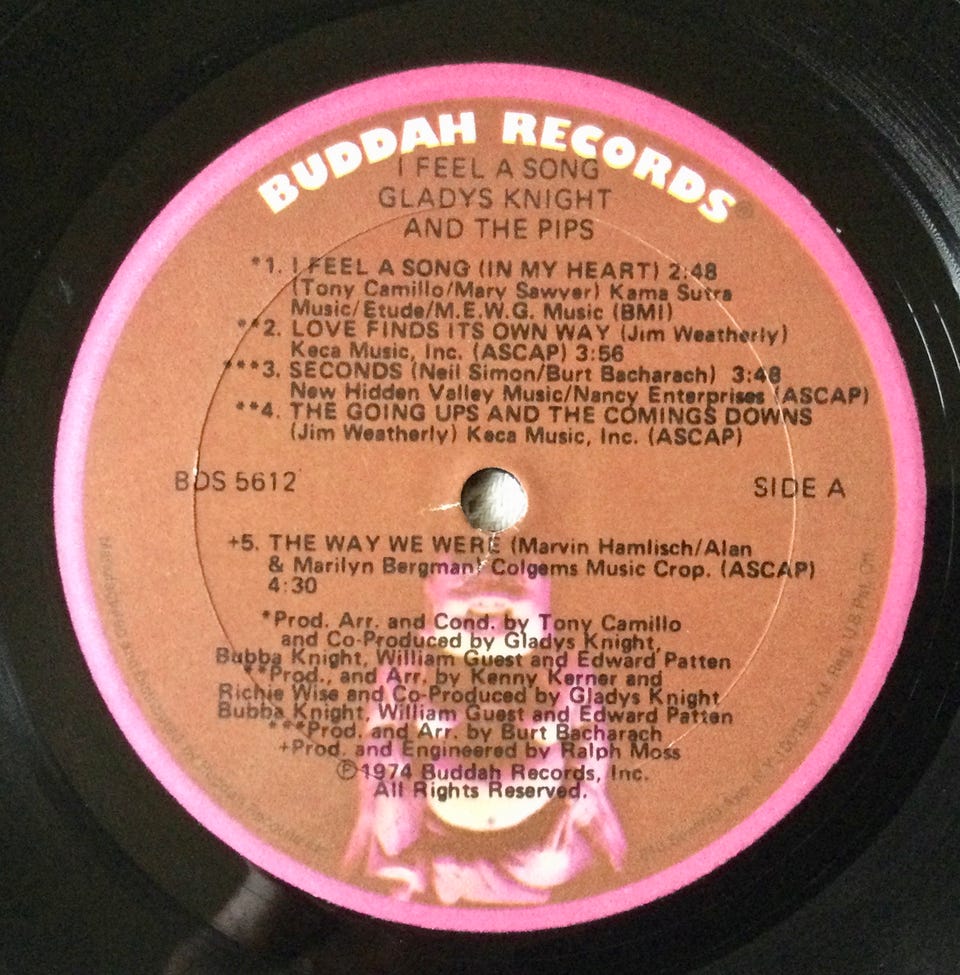 BUDDAH RECORDS
I FEEL A SONG
GLADYS KNIGHT
AND THE PIPS
*1. I FEEL A SONG (IN MY HEART) 2:48
(Tony Camillo/Mary Sawyer) Kama Sutra
Music/Etude/M.E.W.G. Music (BMI)
**2. LOVE FINDS ITS OWN WAY (Jim Weatherly)
Keca Music, Inc. (ASCAP) 3:56
***3. SECONDS (Neil Simon/Burt Bacharach) 3:48
New Hidden Valley Music/Nancy Enterprises (ASCAP)
**4. THE GOING UPS AND THE COMINGS DOWNS
(Jim Weatherly) Keca Music, Inc. (ASCAP)
BDS 5612
SIDE A
+5. THE WAY WE WERE (Marvin Hamlisch/Alan
& Marilyn Bergman) Colgems Music Crop. (ASCAP)
4:30
*Prod. Arr. and Cond. by Tony Camillo
and Co-Produced by Gladys Knight,
Bubba Knight, William Guest and Edward Patten
**Prod., and Arr. by Kenny Kerner and
Richie Wise and Co-Produced by Gladys Knight
Bubba Knight, William Guest and Edward Patten
***Prod. and Arr. by Burt Bacharach
+Prod. and Engineered by Ralph Moss
Ⓟ1974 Buddah Records, Inc.
All Rights Reserved.